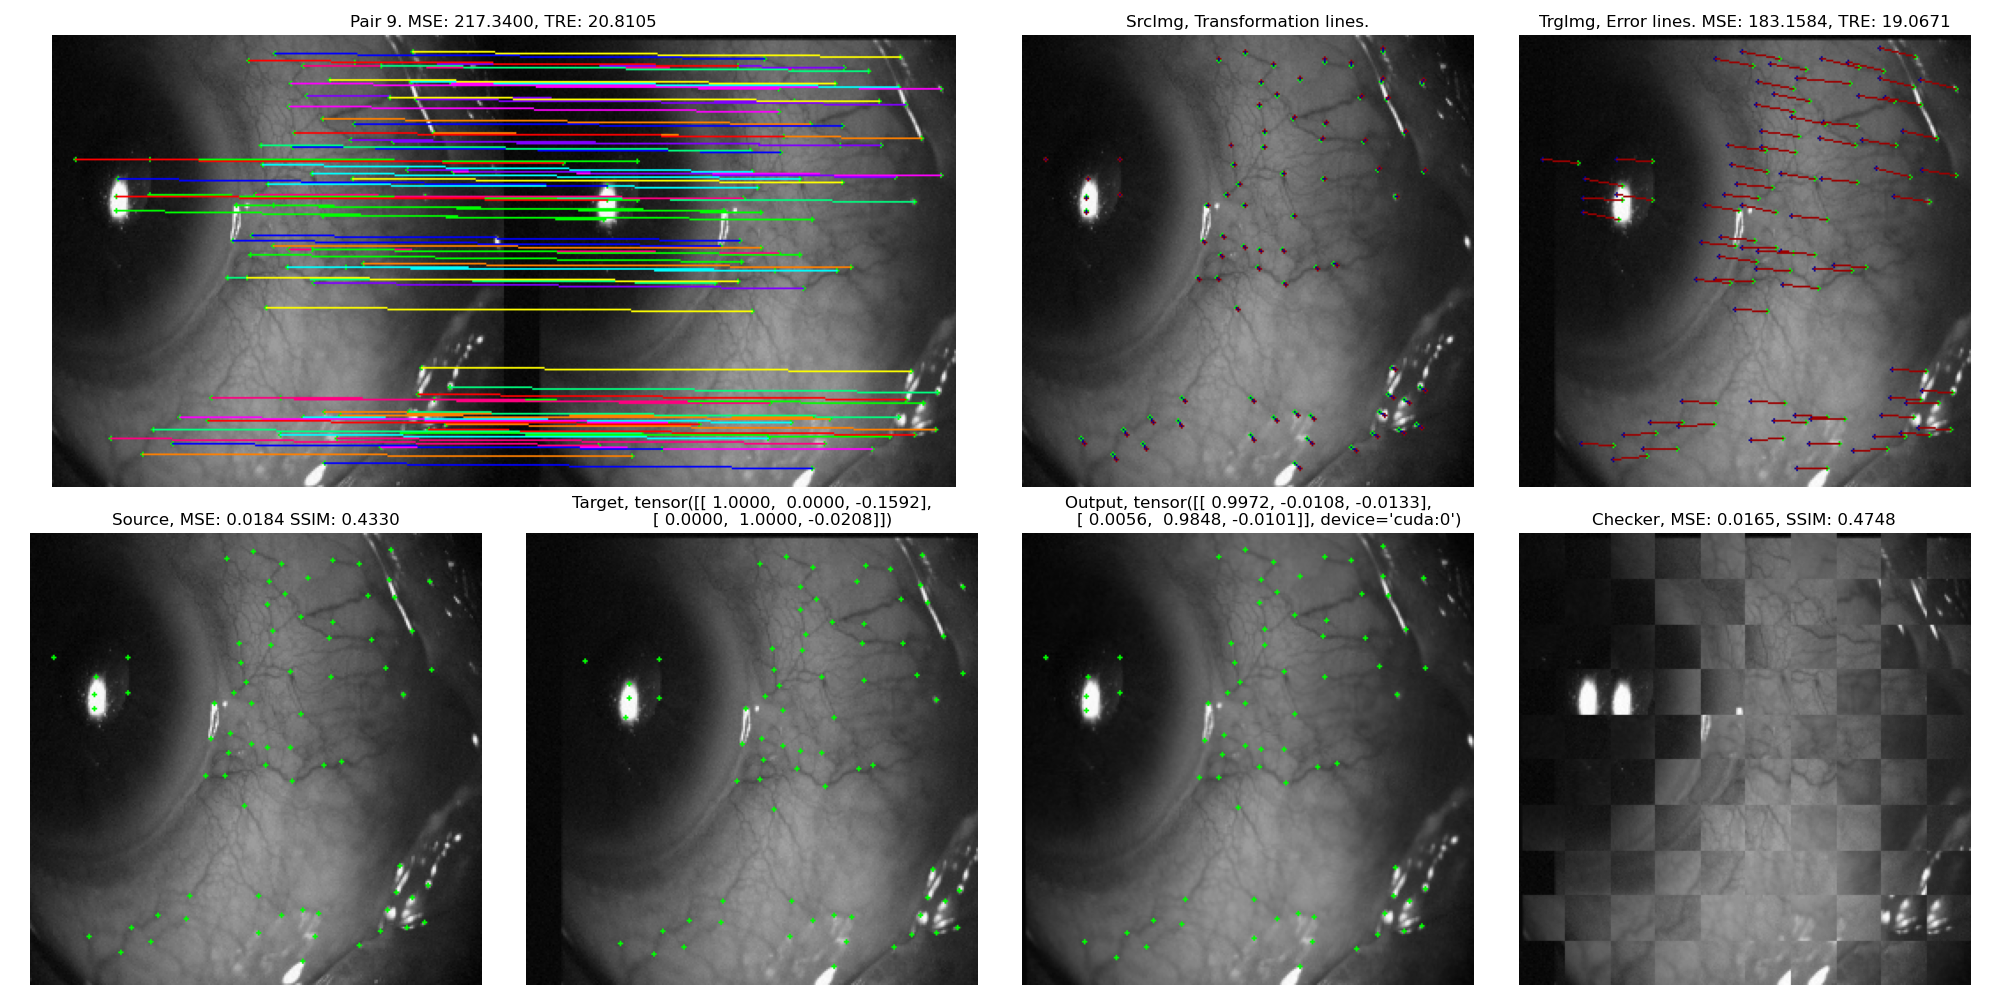 Pair 9. MSE: 217.3400, TRE: 20.8105
SrcImg, Transformation lines.
TrgImg, Error lines. MSE: 183.1584, TRE: 19.0671
Source, MSE: 0.0184 SSIM: 0.4330
Target, tensor([[ 1.0000,  0.0000, -0.1592],
[ 0.0000,  1.0000, -0.0208]])
Output, tensor([[ 0.9972, -0.0108, -0.0133],
[ 0.0056,  0.9848, -0.0101]], device='cuda:0')
Checker, MSE: 0.0165, SSIM: 0.4748